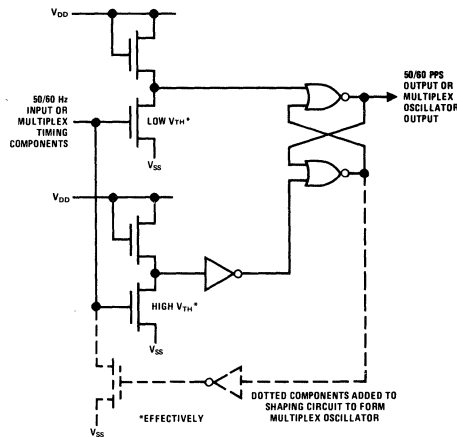 VDD
50/60 Hz
INPUT OR
MULTIPLEX
TIMING
COMPONENTS
LOW VTH*
VSS
50/60 PPS
OUTPUT OR
MULTIPLEX
OSCILLATOR
OUTPUT
VDD
HIGH VTH*
VSS
VSS
*EFFECTIVELY
DOTTED COMPONENTS ADDED TO
SHAPING CIRCUIT TO FORM
MULTIPLEX OSCILLATOR